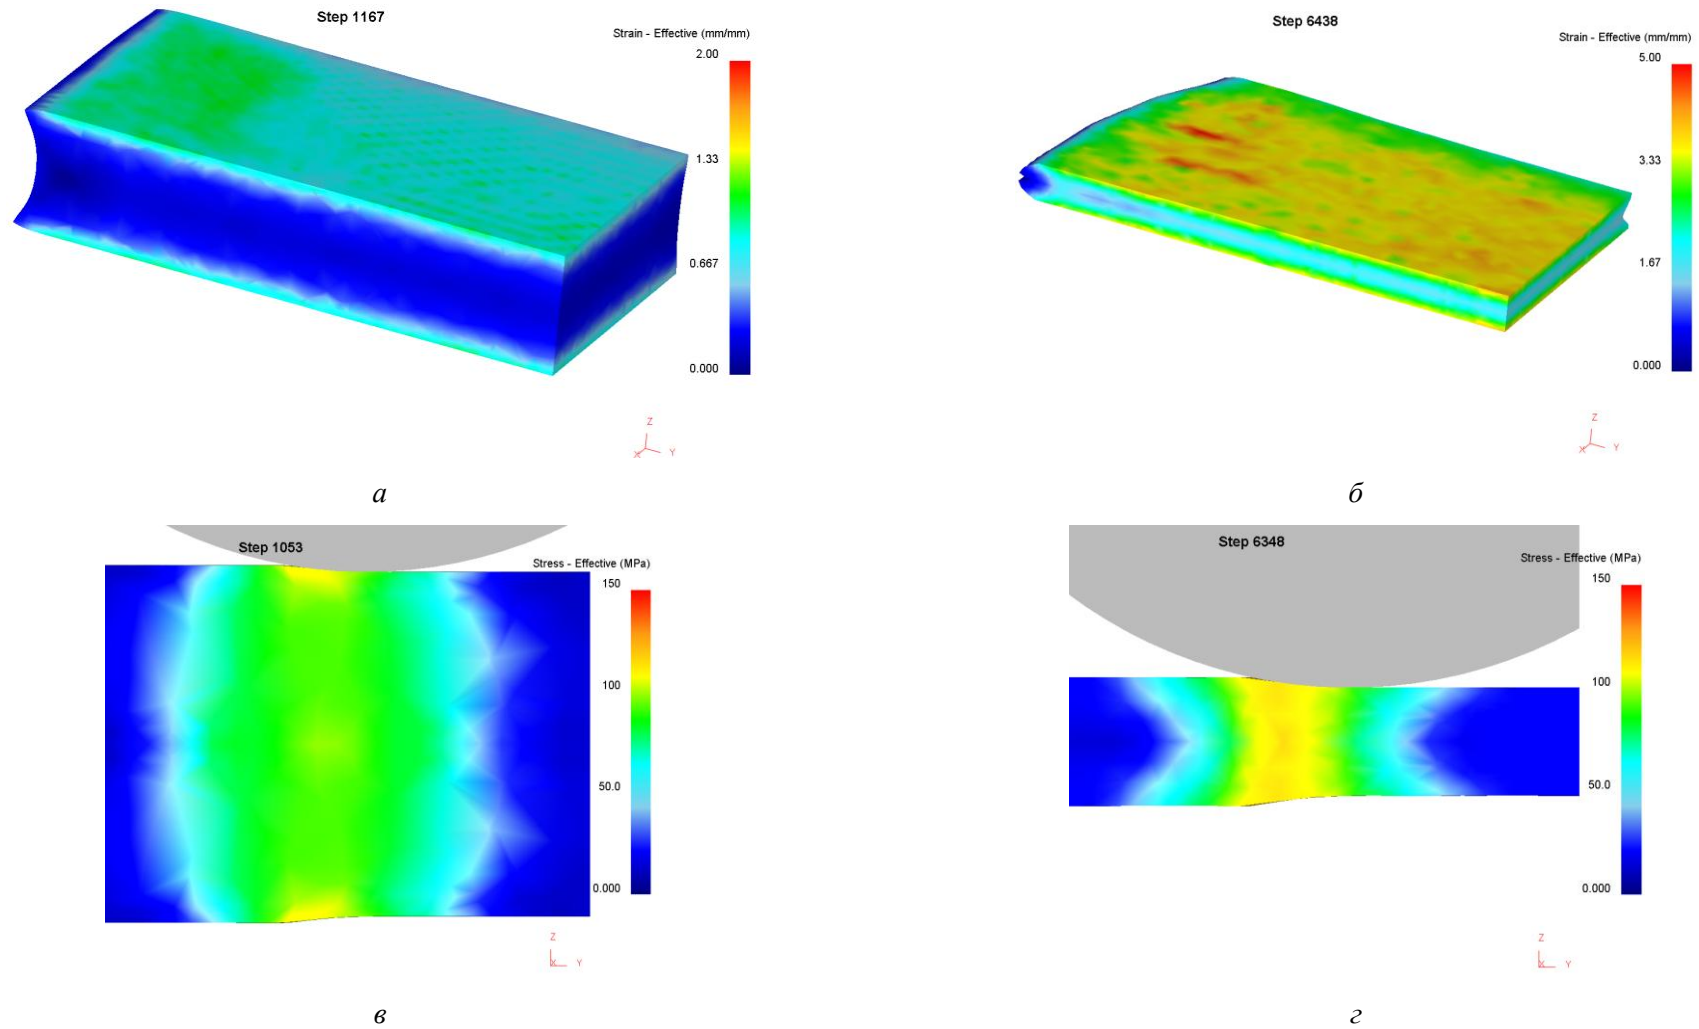 Step 1167
Strain - Effective (mm/mm)
2.00
1.33
0.667
0.000
Z
X
Y
а
Step 6438
Strain - Effective (mm/mm)
5.00
3.33
1.67
0.000
Z
X
Y
б
Step 1053
Stress - Effective (MPa)
150
100
50.0
0.000
Z
X
Y
в
Step 6348
Stress - Effective (MPa)
150
100
50.0
0.000
Z
X
Y
г